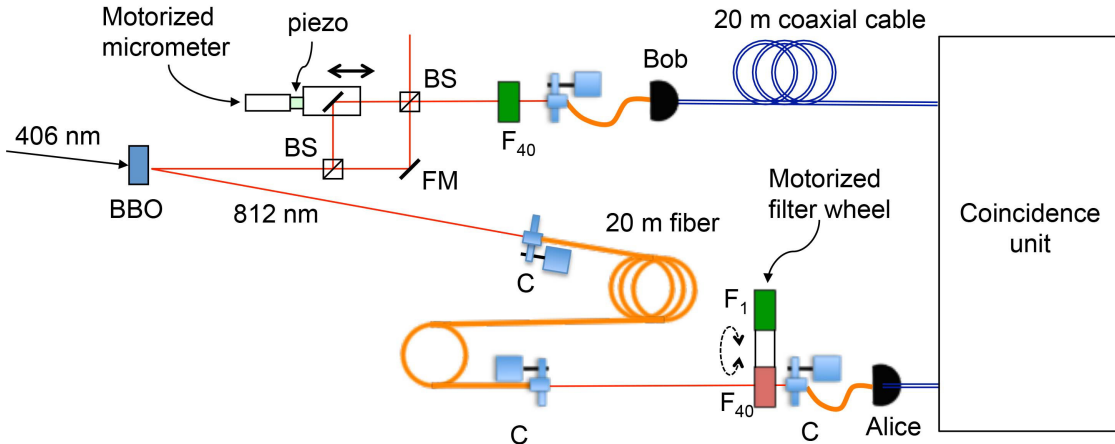 Motorized
micrometer
piezo
BS
20 m coaxial cable
Bob
406 nm
BS
F40
FM
BBO
812 nm
20 m fiber
Motorized
filter wheel
Coincidence
unit
C
F1
F40
C
C
Alice